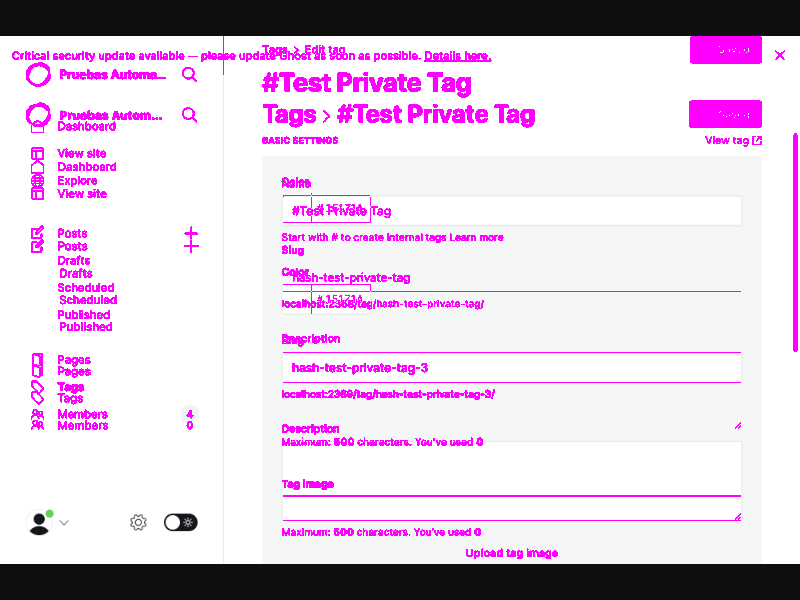 Critical security update available — please update Ghost as soon as possible. Details here.
Tags > Edit tag
Pruebas Automa...
#Test Private Tag
Pruebas Autom...
Tags > #Test Private Tag
Dashboard
BASIC SETTINGS
View tag
View site
Dashboard
Explore
View site
Color
Name
#15171A
#Test Private Tag
Start with # to create internal tags Learn more
Slug
Posts
Posts
Drafts
Drafts
Scheduled
Scheduled
Published
Published
Color
hash-test-private-tag
#15171A
localhost:2368/tag/hash-test-private-tag/
Description
Pages
Pages
hash-test-private-tag-3
Tags
Tags
localhost:2369/tag/hash-test-private-tag-3/
Members 4
Members 0
Description
Maximum: 500 characters. You've used 0
Tag image
Maximum: 500 characters. You've used 0
Upload tag image